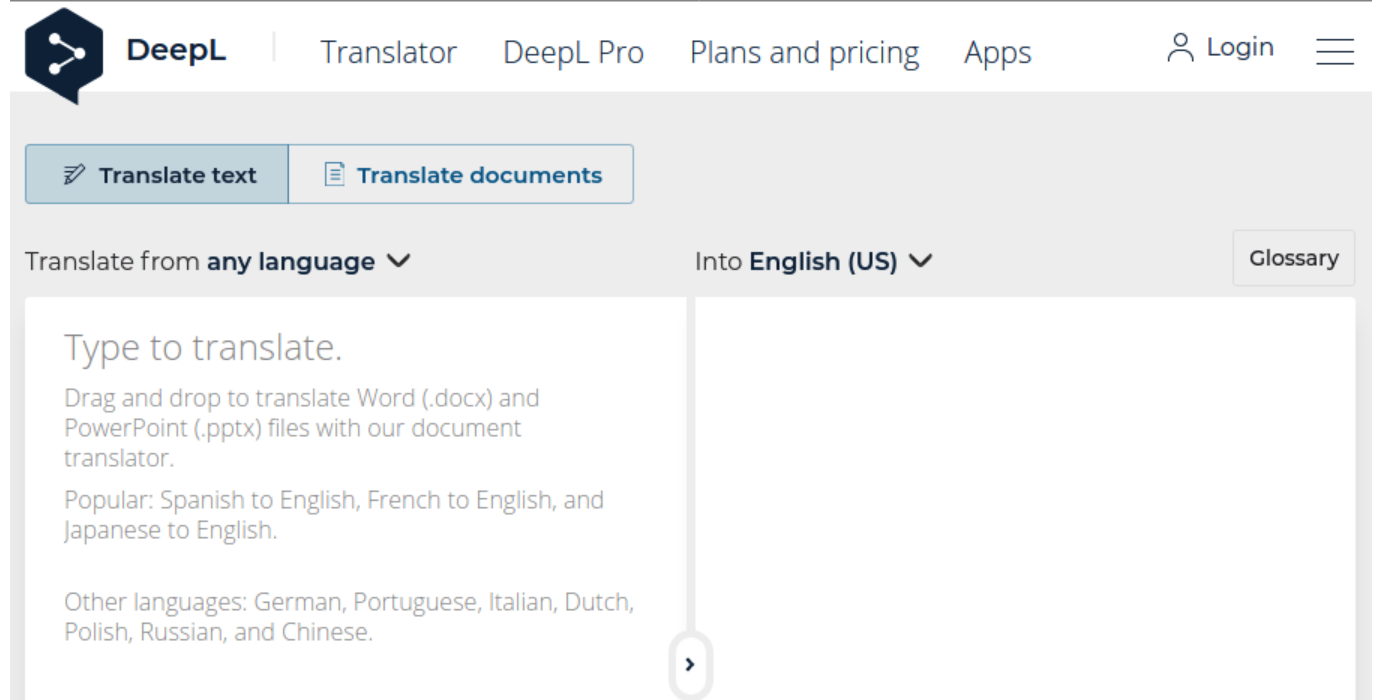 DeepL
Translator DeepL Pro Plans and pricing Apps Login
Translate text Translate documents
Translate from any language Into English (US) Glossary
Type to translate.
Drag and drop to translate Word (.docx) and
PowerPoint (.pptx) files with our document
translator.
Popular: Spanish to English, French to English, and
Japanese to English.
Other languages: German, Portuguese, Italian, Dutch,
Polish, Russian, and Chinese.